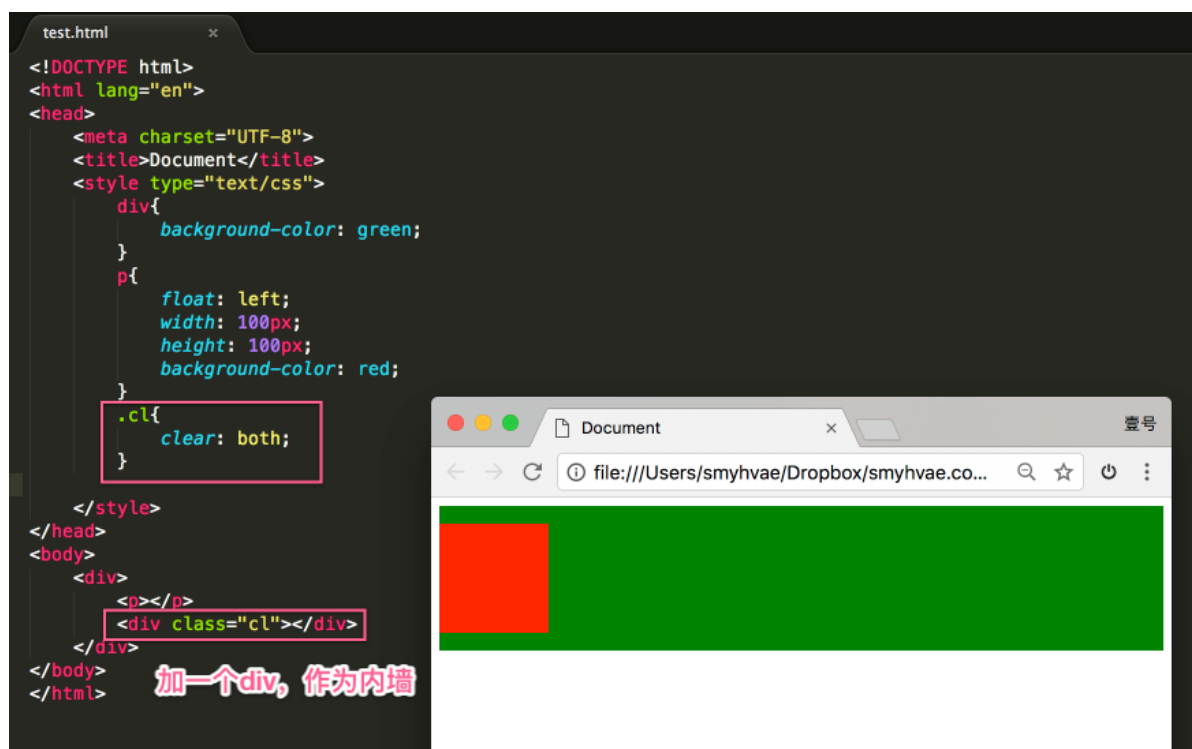 test.html ×
<!DOCTYPE html>
<html lang="en">
<head>
<meta charset="UTF-8">
<title>Document</title>
<style type="text/css">
div{
background-color: green;
}
p{
float: left;
width: 100px;
height: 100px;
background-color: red;
}
.cl{
clear: both;
}
</style>
</head>
<body>
<div>
<p></p>
<div class="cl"></div>
</div>
</body>
</html>
加一个div，作为内墙
Document ×
壹号
file:///Users/smyhvae/Dropbox/smyhvae.co...